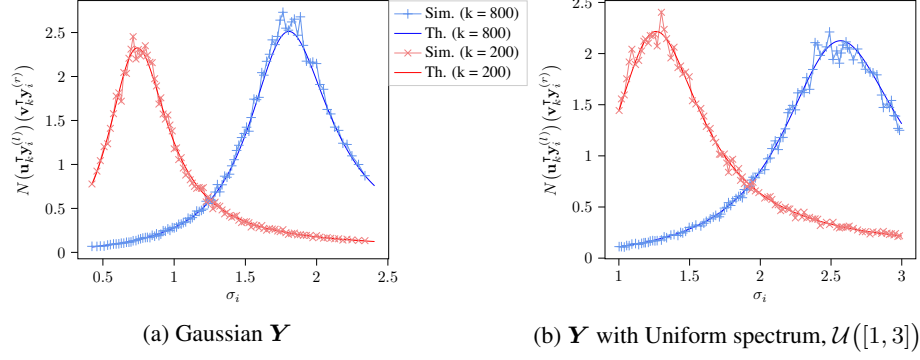 2.5
2
1.5
1
0.5
0
N(u_k^⊺ y_i^(l))(v_k^⊺ y_i^(r))
0.5 1 1.5 2 2.5
σ_i
Sim. (k = 800)
Th. (k = 800)
Sim. (k = 200)
Th. (k = 200)
2.5
2
1.5
1
0.5
0
N(u_k^⊺ y_i^(l))(v_k^⊺ y_i^(r))
1 1.5 2 2.5 3
σ_i
(a) Gaussian Y
(b) Y with Uniform spectrum, U([1, 3])